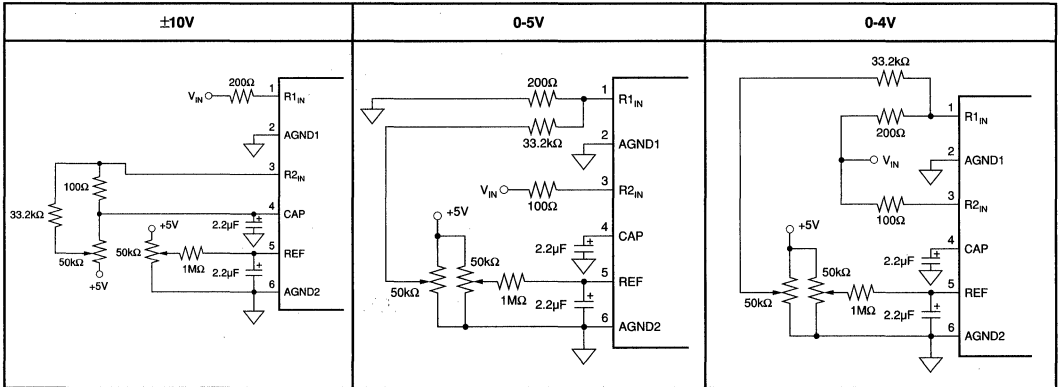 ±10V
200Ω
V_IN
1
R1_IN
2
AGND1
3
R2_IN
100Ω
4
CAP
33.2kΩ
+5V
2.2µF
50kΩ
50kΩ
1MΩ
5
REF
2.2µF
+5V
6
AGND2
0-5V
200Ω
1
R1_IN
33.2kΩ
2
AGND1
V_IN
3
R2_IN
100Ω
+5V
4
CAP
2.2µF
50kΩ
5
REF
50kΩ
1MΩ
2.2µF
6
AGND2
0-4V
33.2kΩ
1
R1_IN
200Ω
V_IN
2
AGND1
3
R2_IN
100Ω
+5V
4
CAP
2.2µF
50kΩ
5
REF
50kΩ
1MΩ
2.2µF
6
AGND2